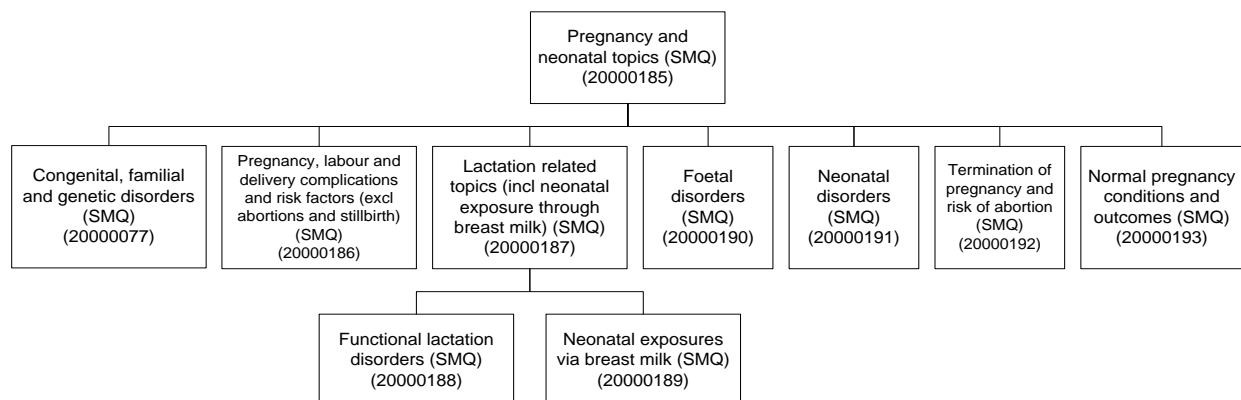 Pregnancy and
neonatal topics (SMQ)
(20000185)
Congenital, familial
and genetic disorders
(SMQ)
(20000077)
Pregnancy, labour and
delivery complications
and risk factors (excl
abortions and stillbirth)
(SMQ)
(20000186)
Lactation related
topics (incl neonatal
exposure through
breast milk) (SMQ)
(20000187)
Foetal
disorders
(SMQ)
(20000190)
Neonatal
disorders
(SMQ)
(20000191)
Termination of
pregnancy and
risk of abortion
(SMQ)
(20000192)
Normal pregnancy
conditions and
outcomes (SMQ)
(20000193)
Functional lactation
disorders (SMQ)
(20000188)
Neonatal exposures
via breast milk (SMQ)
(20000189)